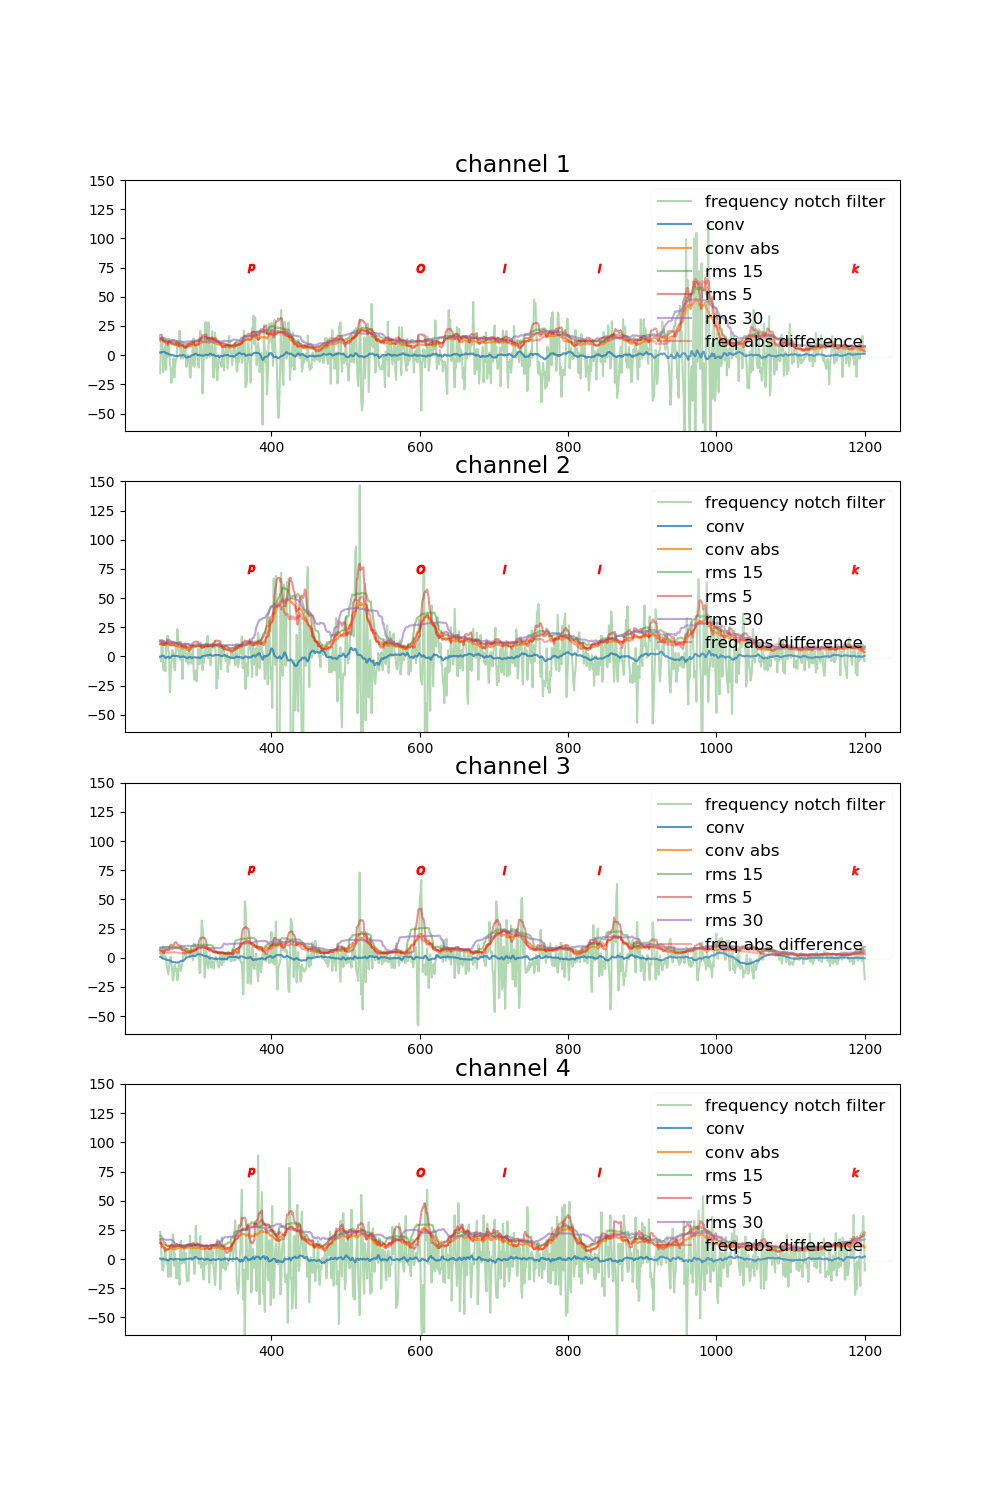 channel 1
150
125
100
75
50
25
0
−25
−50
p o l l k
frequency notch filter
conv
conv abs
rms 15
rms 5
rms 30
freq abs difference
400 600 800 1000 1200
channel 2
150
125
100
75
50
25
0
−25
−50
p o l l k
frequency notch filter
conv
conv abs
rms 15
rms 5
rms 30
freq abs difference
400 600 800 1000 1200
channel 3
150
125
100
75
50
25
0
−25
−50
p o l l k
frequency notch filter
conv
conv abs
rms 15
rms 5
rms 30
freq abs difference
400 600 800 1000 1200
channel 4
150
125
100
75
50
25
0
−25
−50
p o l l k
frequency notch filter
conv
conv abs
rms 15
rms 5
rms 30
freq abs difference
400 600 800 1000 1200